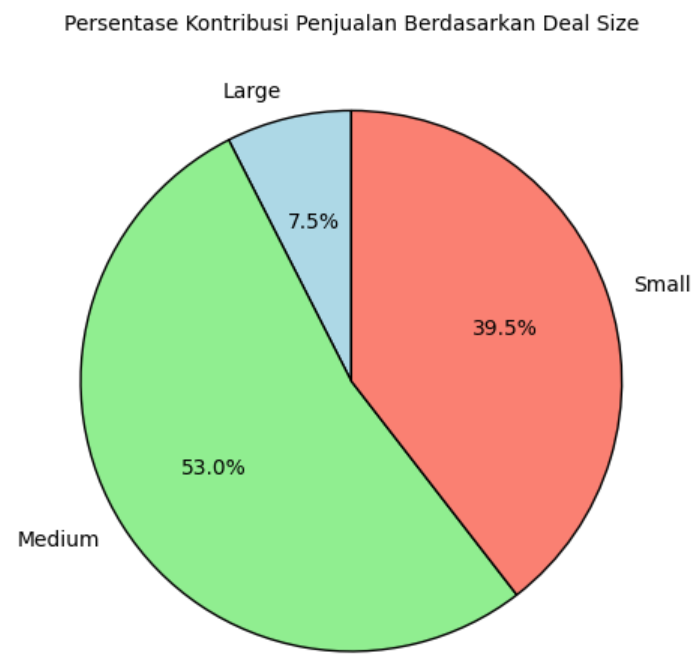 Persentase Kontribusi Penjualan Berdasarkan Deal Size
Large
7.5%
Small
39.5%
53.0%
Medium